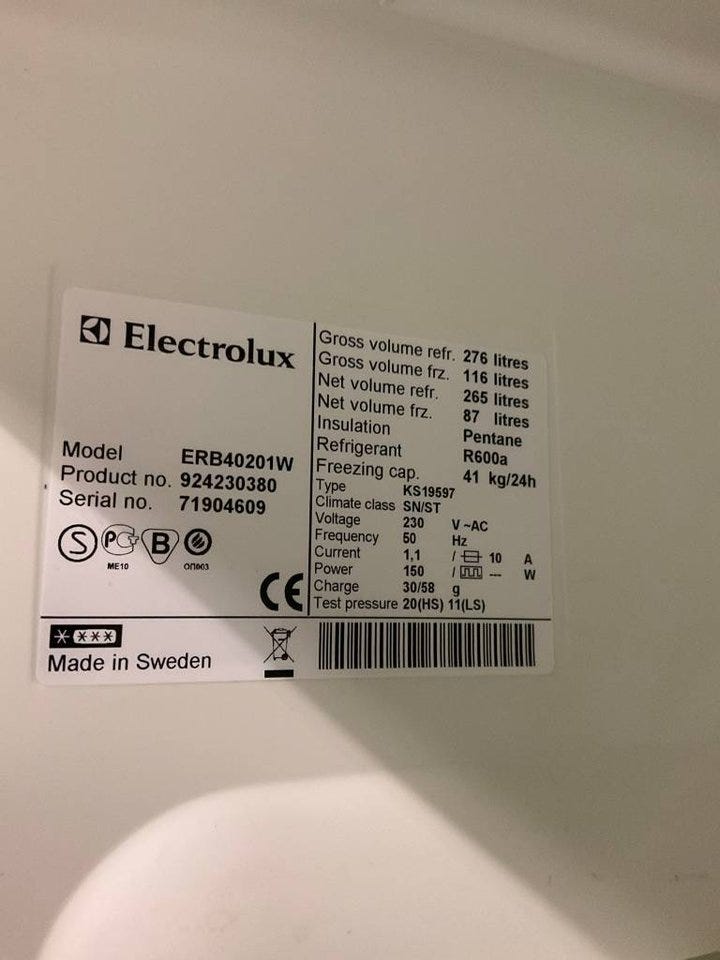 Electrolux
Model ERB40201W
Product no. 924230380
Serial no. 71904609
S PCT B
ME10 ОП003
CE
Gross volume refr. 276 litres
Gross volume frz. 116 litres
Net volume refr. 265 litres
Net volume frz. 87 litres
Insulation Pentane
Refrigerant R600a
Freezing cap. 41 kg/24h
Type KS19597
Climate class SN/ST
Voltage 230 V ~AC
Frequency 50 Hz
Current 1,1 / 10 A
Power 150 / --- W
Charge 30/58 g
Test pressure 20(HS) 11(LS)
Made in Sweden